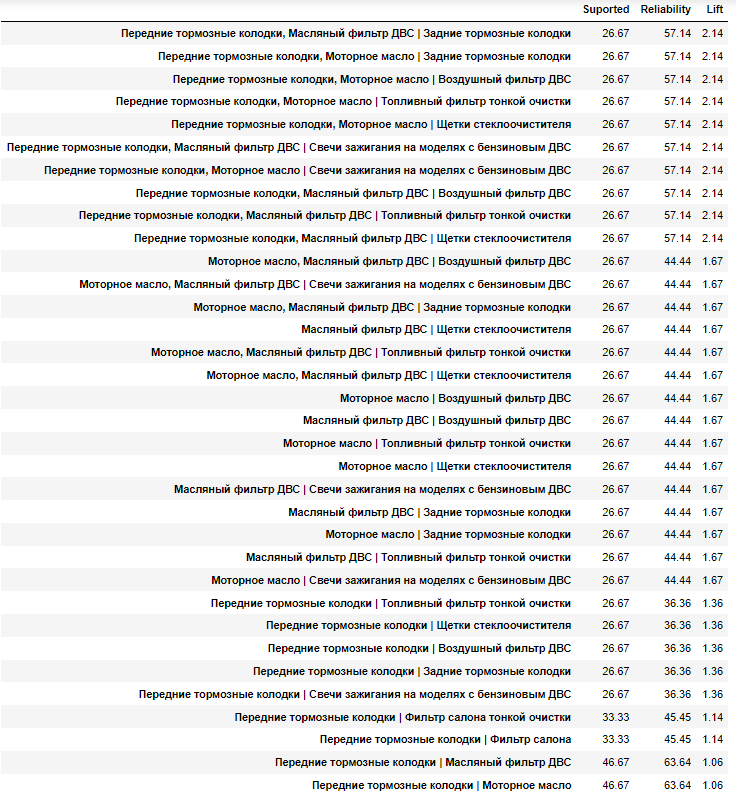 Suported Reliability Lift
Передние тормозные колодки, Масляный фильтр ДВС | Задние тормозные колодки 26.67 57.14 2.14
Передние тормозные колодки, Моторное масло | Задние тормозные колодки 26.67 57.14 2.14
Передние тормозные колодки, Моторное масло | Воздушный фильтр ДВС 26.67 57.14 2.14
Передние тормозные колодки, Моторное масло | Топливный фильтр тонкой очистки 26.67 57.14 2.14
Передние тормозные колодки, Моторное масло | Щетки стеклоочистителя 26.67 57.14 2.14
Передние тормозные колодки, Масляный фильтр ДВС | Свечи зажигания на моделях с бензиновым ДВС 26.67 57.14 2.14
Передние тормозные колодки, Моторное масло | Свечи зажигания на моделях с бензиновым ДВС 26.67 57.14 2.14
Передние тормозные колодки, Масляный фильтр ДВС | Воздушный фильтр ДВС 26.67 57.14 2.14
Передние тормозные колодки, Масляный фильтр ДВС | Топливный фильтр тонкой очистки 26.67 57.14 2.14
Передние тормозные колодки, Масляный фильтр ДВС | Щетки стеклоочистителя 26.67 57.14 2.14
Моторное масло, Масляный фильтр ДВС | Воздушный фильтр ДВС 26.67 44.44 1.67
Моторное масло, Масляный фильтр ДВС | Свечи зажигания на моделях с бензиновым ДВС 26.67 44.44 1.67
Моторное масло, Масляный фильтр ДВС | Задние тормозные колодки 26.67 44.44 1.67
Масляный фильтр ДВС | Щетки стеклоочистителя 26.67 44.44 1.67
Моторное масло, Масляный фильтр ДВС | Топливный фильтр тонкой очистки 26.67 44.44 1.67
Моторное масло, Масляный фильтр ДВС | Щетки стеклоочистителя 26.67 44.44 1.67
Моторное масло | Воздушный фильтр ДВС 26.67 44.44 1.67
Масляный фильтр ДВС | Воздушный фильтр ДВС 26.67 44.44 1.67
Моторное масло | Топливный фильтр тонкой очистки 26.67 44.44 1.67
Моторное масло | Щетки стеклоочистителя 26.67 44.44 1.67
Масляный фильтр ДВС | Свечи зажигания на моделях с бензиновым ДВС 26.67 44.44 1.67
Масляный фильтр ДВС | Задние тормозные колодки 26.67 44.44 1.67
Моторное масло | Задние тормозные колодки 26.67 44.44 1.67
Масляный фильтр ДВС | Топливный фильтр тонкой очистки 26.67 44.44 1.67
Моторное масло | Свечи зажигания на моделях с бензиновым ДВС 26.67 44.44 1.67
Передние тормозные колодки | Топливный фильтр тонкой очистки 26.67 36.36 1.36
Передние тормозные колодки | Щетки стеклоочистителя 26.67 36.36 1.36
Передние тормозные колодки | Воздушный фильтр ДВС 26.67 36.36 1.36
Передние тормозные колодки | Задние тормозные колодки 26.67 36.36 1.36
Передние тормозные колодки | Свечи зажигания на моделях с бензиновым ДВС 26.67 36.36 1.36
Передние тормозные колодки | Фильтр салона тонкой очистки 33.33 45.45 1.14
Передние тормозные колодки | Фильтр салона 33.33 45.45 1.14
Передние тормозные колодки | Масляный фильтр ДВС 46.67 63.64 1.06
Передние тормозные колодки | Моторное масло 46.67 63.64 1.06